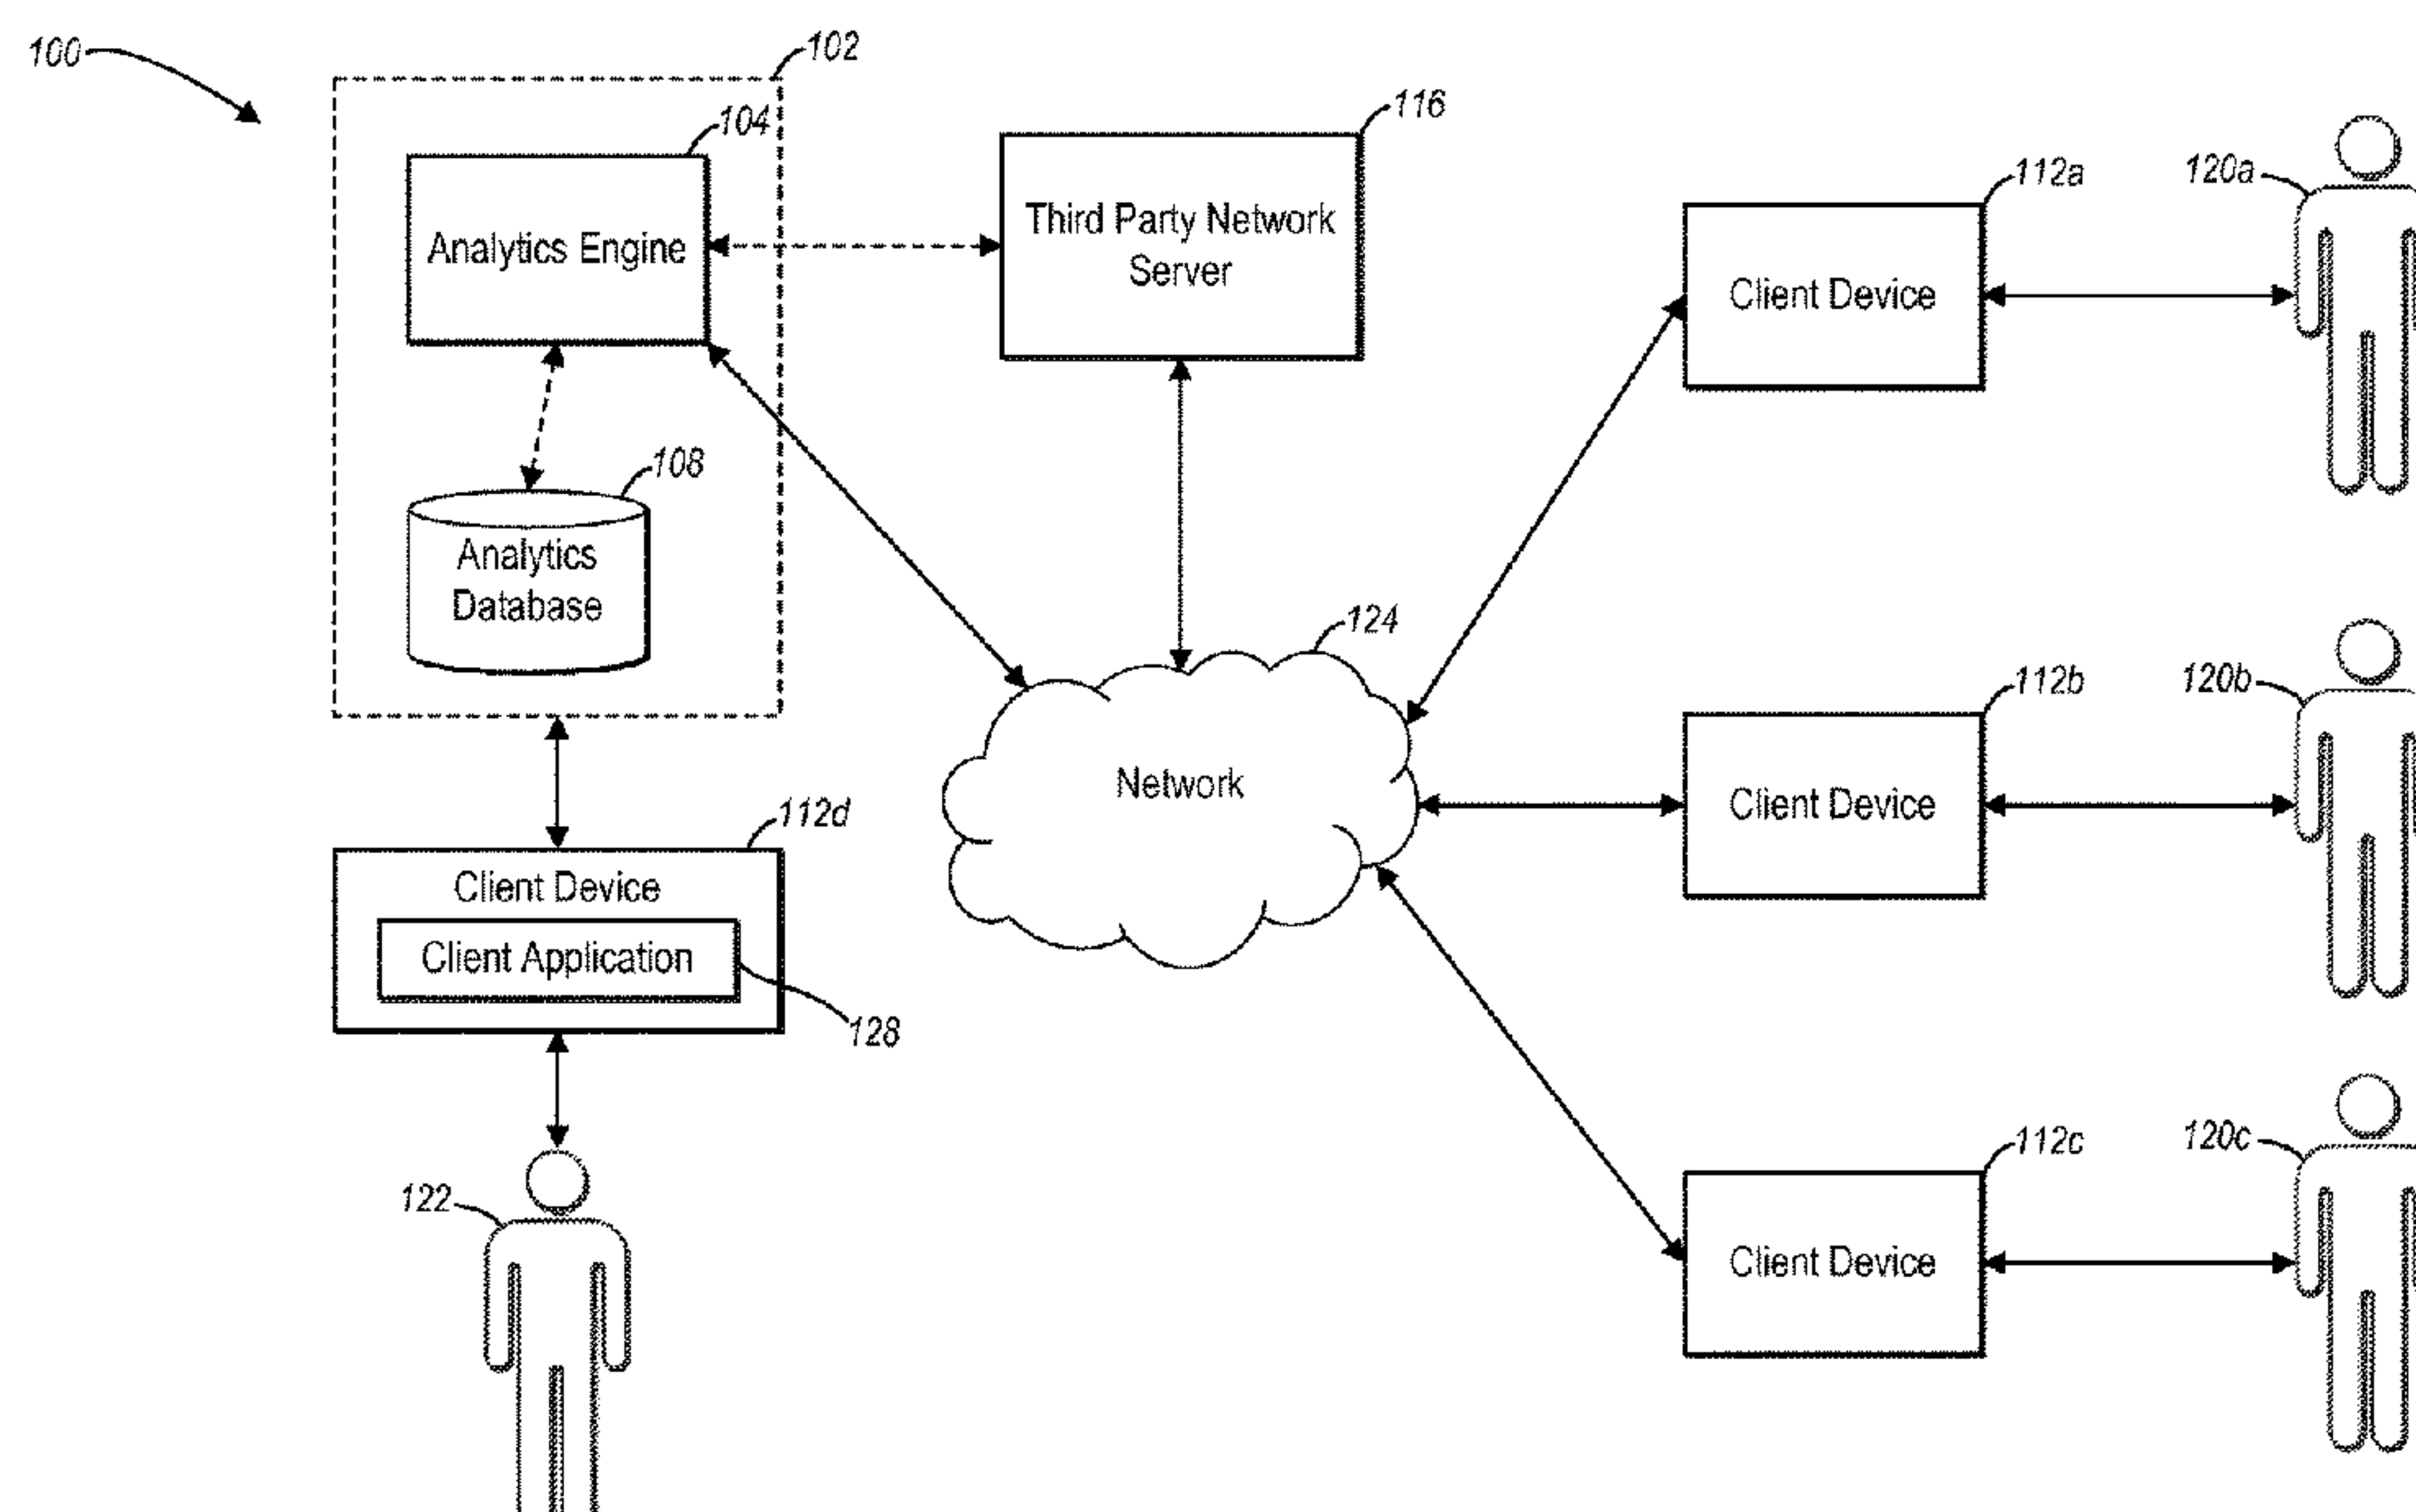 100
102
104
Analytics Engine
108
Analytics
Database
116
Third Party Network
Server
112a
Client Device
120a
124
Network
112b
Client Device
120b
112d
Client Device
Client Application
128
122
112c
Client Device
120c